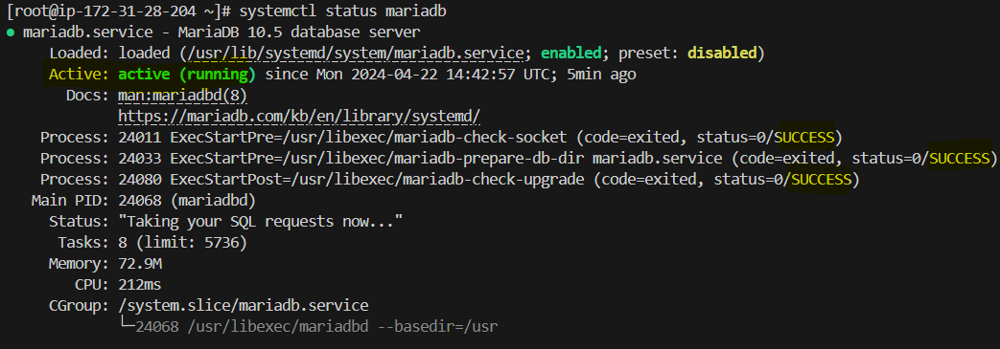 [root@ip-172-31-28-204 ~]# systemctl status mariadb
● mariadb.service - MariaDB 10.5 database server
Loaded: loaded (/usr/lib/systemd/system/mariadb.service; enabled; preset: disabled)
Active: active (running) since Mon 2024-04-22 14:42:57 UTC; 5min ago
Docs: man:mariadbd(8)
https://mariadb.com/kb/en/library/systemd/
Process: 24011 ExecStartPre=/usr/libexec/mariadb-check-socket (code=exited, status=0/SUCCESS)
Process: 24033 ExecStartPre=/usr/libexec/mariadb-prepare-db-dir mariadb.service (code=exited, status=0/SUCCESS)
Process: 24080 ExecStartPost=/usr/libexec/mariadb-check-upgrade (code=exited, status=0/SUCCESS)
Main PID: 24068 (mariadbd)
Status: "Taking your SQL requests now..."
Tasks: 8 (limit: 5736)
Memory: 72.9M
CPU: 212ms
CGroup: /system.slice/mariadb.service
└─24068 /usr/libexec/mariadbd --basedir=/usr